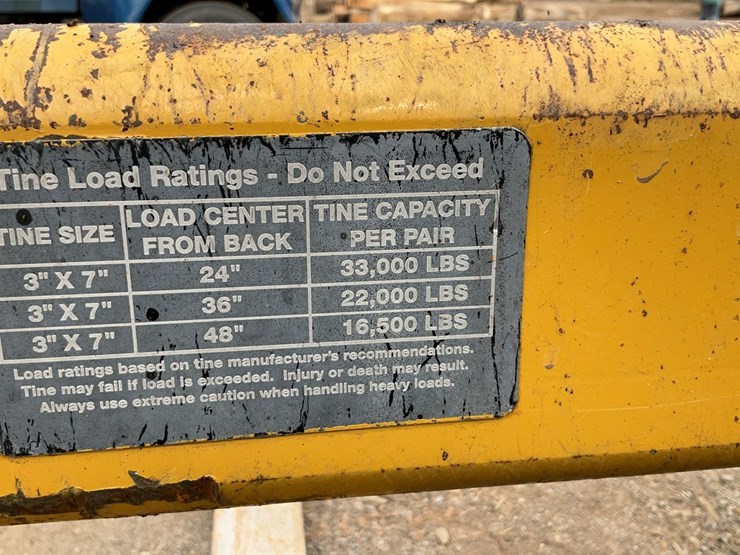 Tine Load Ratings - Do Not Exceed
TINE SIZE LOAD CENTER FROM BACK TINE CAPACITY PER PAIR
3" X 7" 24" 33,000 LBS
3" X 7" 36" 22,000 LBS
3" X 7" 48" 16,500 LBS
Load ratings based on tine manufacturer's recommendations.
Tine may fail if load is exceeded. Injury or death may result.
Always use extreme caution when handling heavy loads.